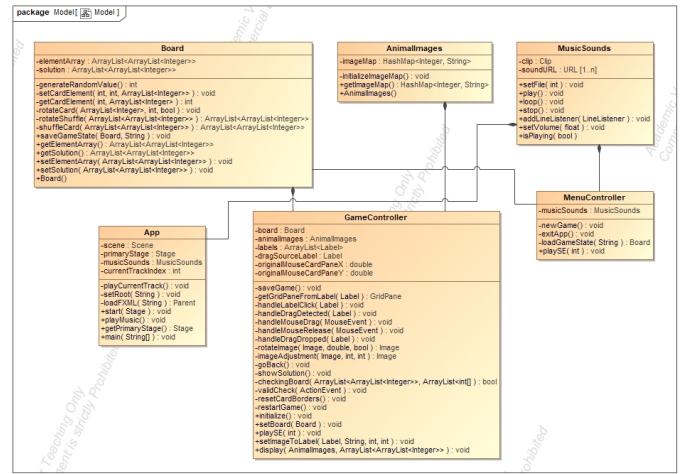 package Model[ Model ]
Board
-elementArray : ArrayList<ArrayList<Integer>>
-solution : ArrayList<ArrayList<Integer>>
-generateRandomValue() : int
-setCardElement( int, int, ArrayList<ArrayList<Integer>> ) : void
-getCardElement( int, ArrayList<Integer> ) : int
-rotateCard( ArrayList<Integer>, int, bool ) : void
-rotateShuffle( ArrayList<ArrayList<Integer>> ) : ArrayList<ArrayList<Integer>>
-shuffleCard( ArrayList<ArrayList<Integer>> ) : ArrayList<ArrayList<Integer>>
+saveGameState( Board, String ) : void
+getElementArray() : ArrayList<ArrayList<Integer>>
+getSolution() : ArrayList<ArrayList<Integer>>
+setElementArray( ArrayList<ArrayList<Integer>> ) : void
+setSolution( ArrayList<ArrayList<Integer>> ) : void
+Board()
AnimalImages
-imageMap : HashMap<Integer, String>
-initializeImageMap() : void
+getImageMap() : HashMap<Integer, String>
+AnimalImages()
MusicSounds
-clip : Clip
-soundURL : URL [1..n]
+setFile( int ) : void
+play() : void
+loop() : void
+stop() : void
+addLineListener( LineListener ) : void
+setVolume( float ) : void
+isPlaying( bool )
MenuController
-musicSounds : MusicSounds
-newGame() : void
-exitApp() : void
-loadGameState( String ) : Board
+playSE( int ) : void
App
-scene : Scene
-primaryStage : Stage
-musicSounds : MusicSounds
-currentTrackIndex : int
-playCurrentTrack() : void
-setRoot( String ) : void
-loadFXML( String ) : Parent
+start( Stage ) : void
+playMusic() : void
+getPrimaryStage() : Stage
+main( String[] ) : void
GameController
-board : Board
-animalImages : AnimalImages
-labels : ArrayList<Label>
-dragSourceLabel : Label
-originalMouseCardPaneX : double
-originalMouseCardPaneY : double
-saveGame() : void
-getGridPaneFromLabel( Label ) : GridPane
-handleLabelClick( Label ) : void
-handleDragDetected( Label ) : void
-handleMouseDrag( MouseEvent ) : void
-handleMouseRelease( MouseEvent ) : void
-handleDragDropped( Label ) : void
-rotateImage( Image, double, bool ) : Image
-imageAdjustment( Image, int, int ) : Image
-goBack() : void
-showSolution() : void
-checkingBoard( ArrayList<ArrayList<Integer>>, ArrayList<int[] ) : bool
-validCheck( ActionEvent ) : void
-resetCardBorders() : void
-restartGame() : void
+initialize() : void
+setBoard( Board ) : void
+playSE( int ) : void
+setImageToLabel( Label, String, int, int ) : void
+display( AnimalImages, ArrayList<ArrayList<Integer>> ) : void